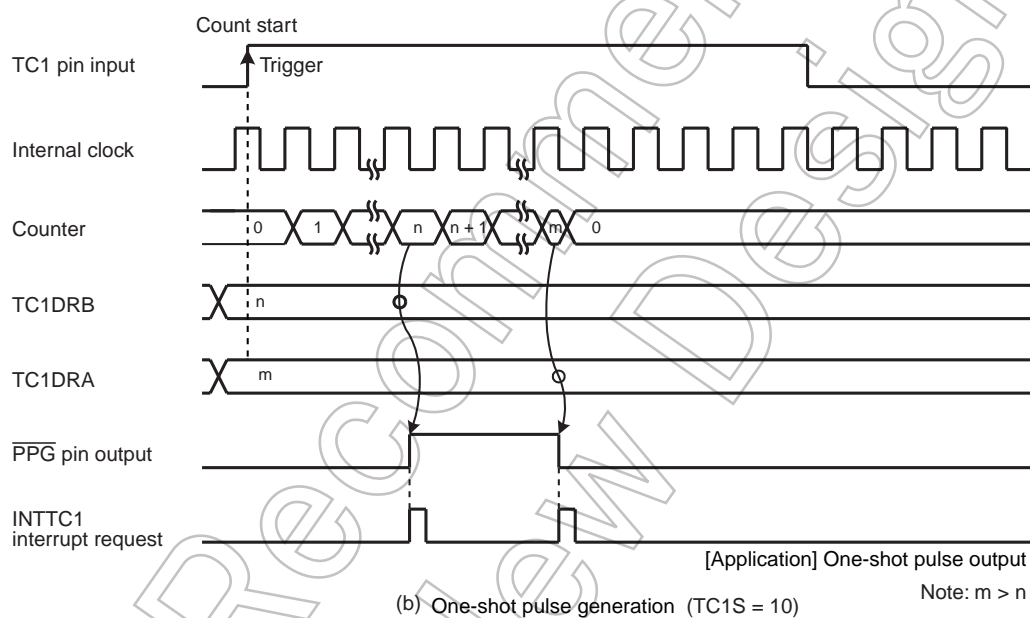 Count start
TC1 pin input
Trigger
Internal clock
Counter
0 1 n n + 1 m 0
TC1DRB
n
TC1DRA
m
PPG pin output
INTTC1
interrupt request
[Application] One-shot pulse output
Note: m > n
(b) One-shot pulse generation (TC1S = 10)